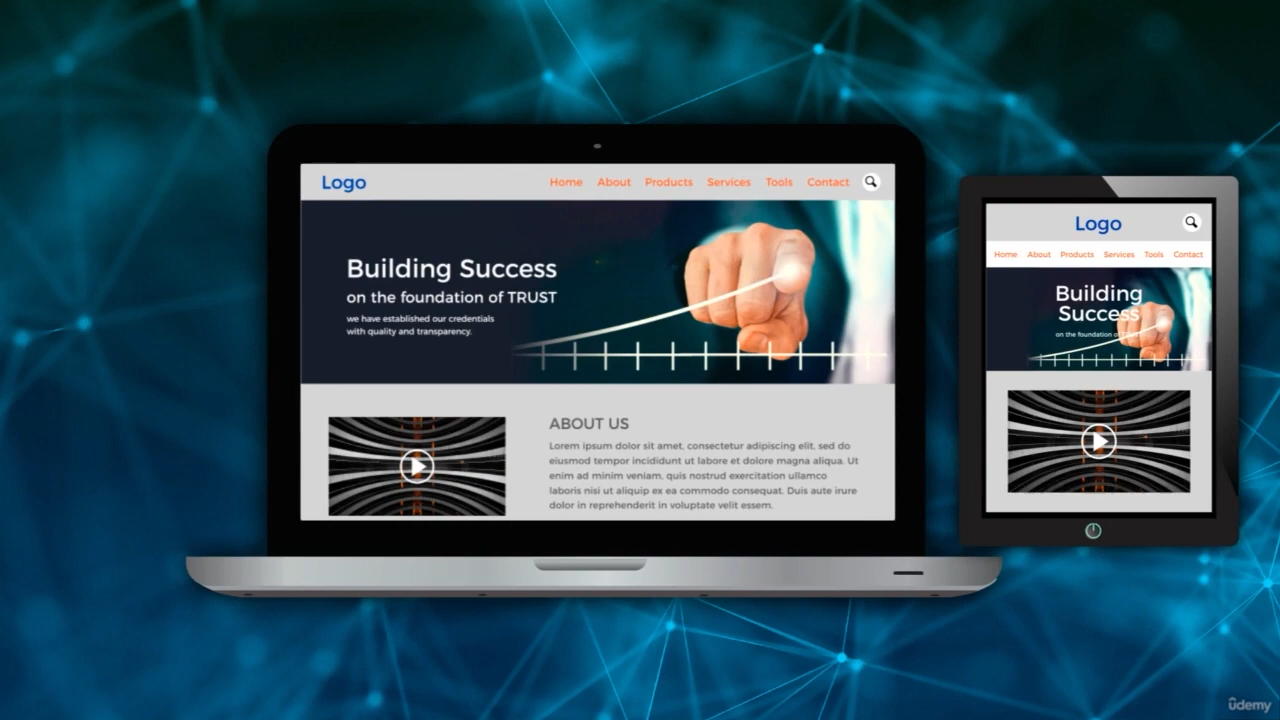 Logo
Home About Products Services Tools Contact
Building Success
on the foundation of TRUST
we have established our credentials
with quality and transparency.
ABOUT US
Lorem ipsum dolor sit amet, consectetur adipiscing elit, sed do
eiusmod tempor incididunt ut labore et dolore magna aliqua. Ut
enim ad minim veniam, quis nostrud exercitation ullamco
laboris nisi ut aliquip ex ea commodo consequat. Duis aute irure
dolor in reprehenderit in voluptate velit essem.
Logo
Home About Products Services Tools Contact
Building
Success
on the foundation of TRUST
udemy